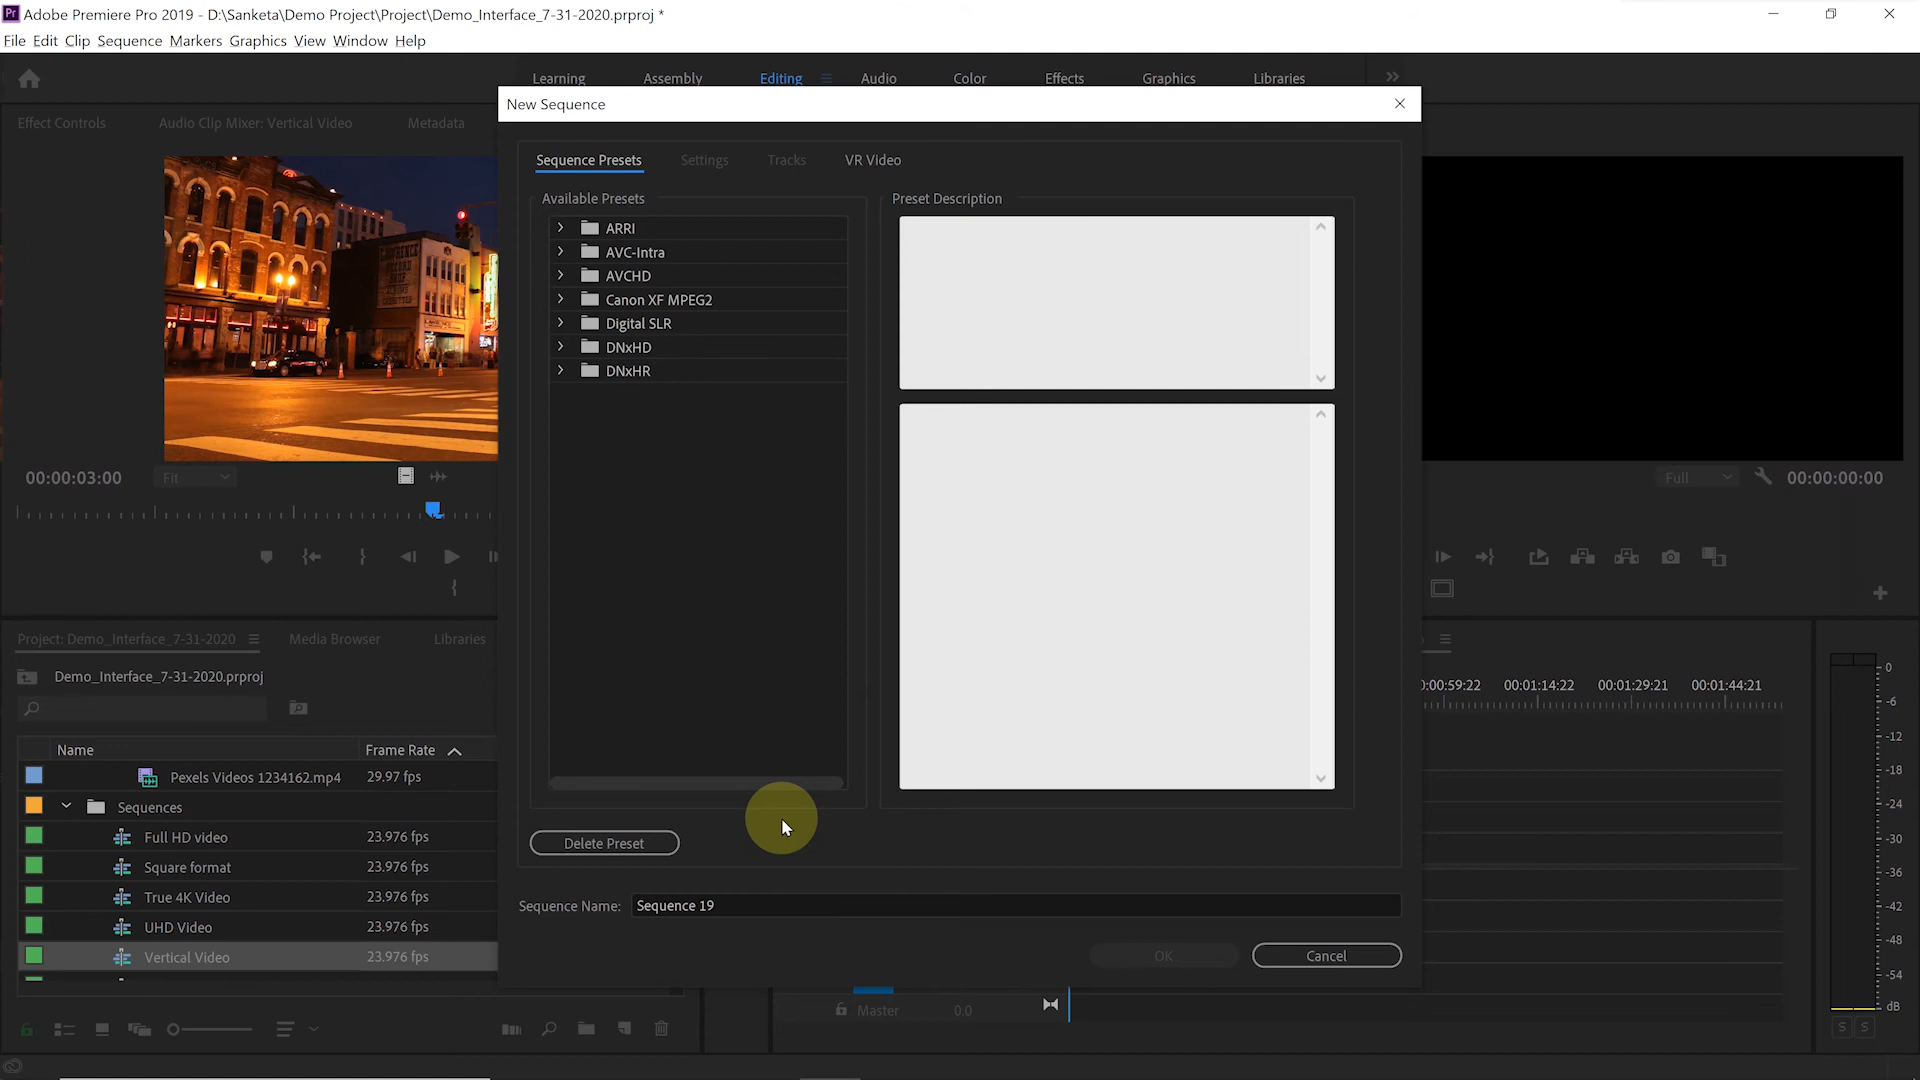 Adobe Premiere Pro 2019 - D:\Sanketa\Demo Project\Project\Demo_Interface_7-31-2020.prproj *
File Edit Clip Sequence Markers Graphics View Window Help
Learning Assembly Editing Audio Color Effects Graphics Libraries
New Sequence
Effect Controls Audio Clip Mixer: Vertical Video Metadata
Sequence Presets Settings Tracks VR Video
Available Presets
Preset Description
ARRI
AVC-Intra
AVCHD
Canon XF MPEG2
Digital SLR
DNxHD
DNxHR
00:00:03:00 Fit
Full 00:00:00:00
Project: Demo_Interface_7-31-2020 Media Browser Libraries
Demo_Interface_7-31-2020.prproj
:00:59:22 00:01:14:22 00:01:29:21 00:01:44:21
Name Frame Rate
Pexels Videos 1234162.mp4 29.97 fps
Sequences
Full HD video 23.976 fps
Square format 23.976 fps
True 4K Video 23.976 fps
UHD Video 23.976 fps
Vertical Video 23.976 fps
Delete Preset
Sequence Name: Sequence 19
OK Cancel
Master 0.0
0
-6
-12
-18
-24
-30
-36
-42
-48
-54
dB
S S